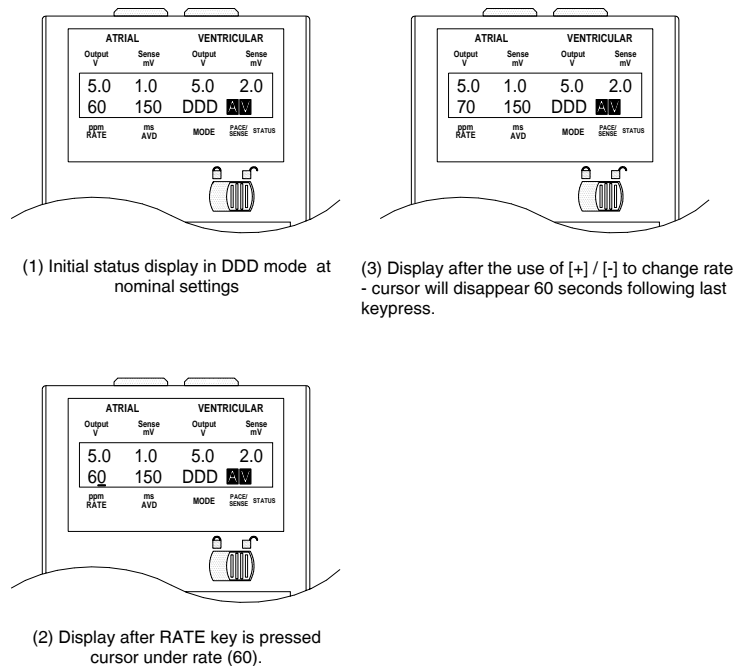 ATRIAL VENTRICULAR
Output Sense Output Sense
V mV V mV
5.0 1.0 5.0 2.0
60 150 DDD A V
ppm ms MODE PACE/ STATUS
RATE AVD SENSE
(1) Initial status display in DDD mode at
nominal settings
ATRIAL VENTRICULAR
Output Sense Output Sense
V mV V mV
5.0 1.0 5.0 2.0
60 150 DDD A V
ppm ms MODE PACE/ STATUS
RATE AVD SENSE
(2) Display after RATE key is pressed
cursor under rate (60).
ATRIAL VENTRICULAR
Output Sense Output Sense
V mV V mV
5.0 1.0 5.0 2.0
70 150 DDD A V
ppm ms MODE PACE/ STATUS
RATE AVD SENSE
(3) Display after the use of [+] / [-] to change rate
- cursor will disappear 60 seconds following last
keypress.